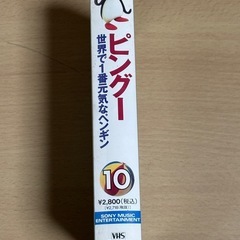 ピングー
世界で1番元気なペンギン
10
¥2,800(税込)
SONY MUSIC
ENTERTAINMENT
VHS